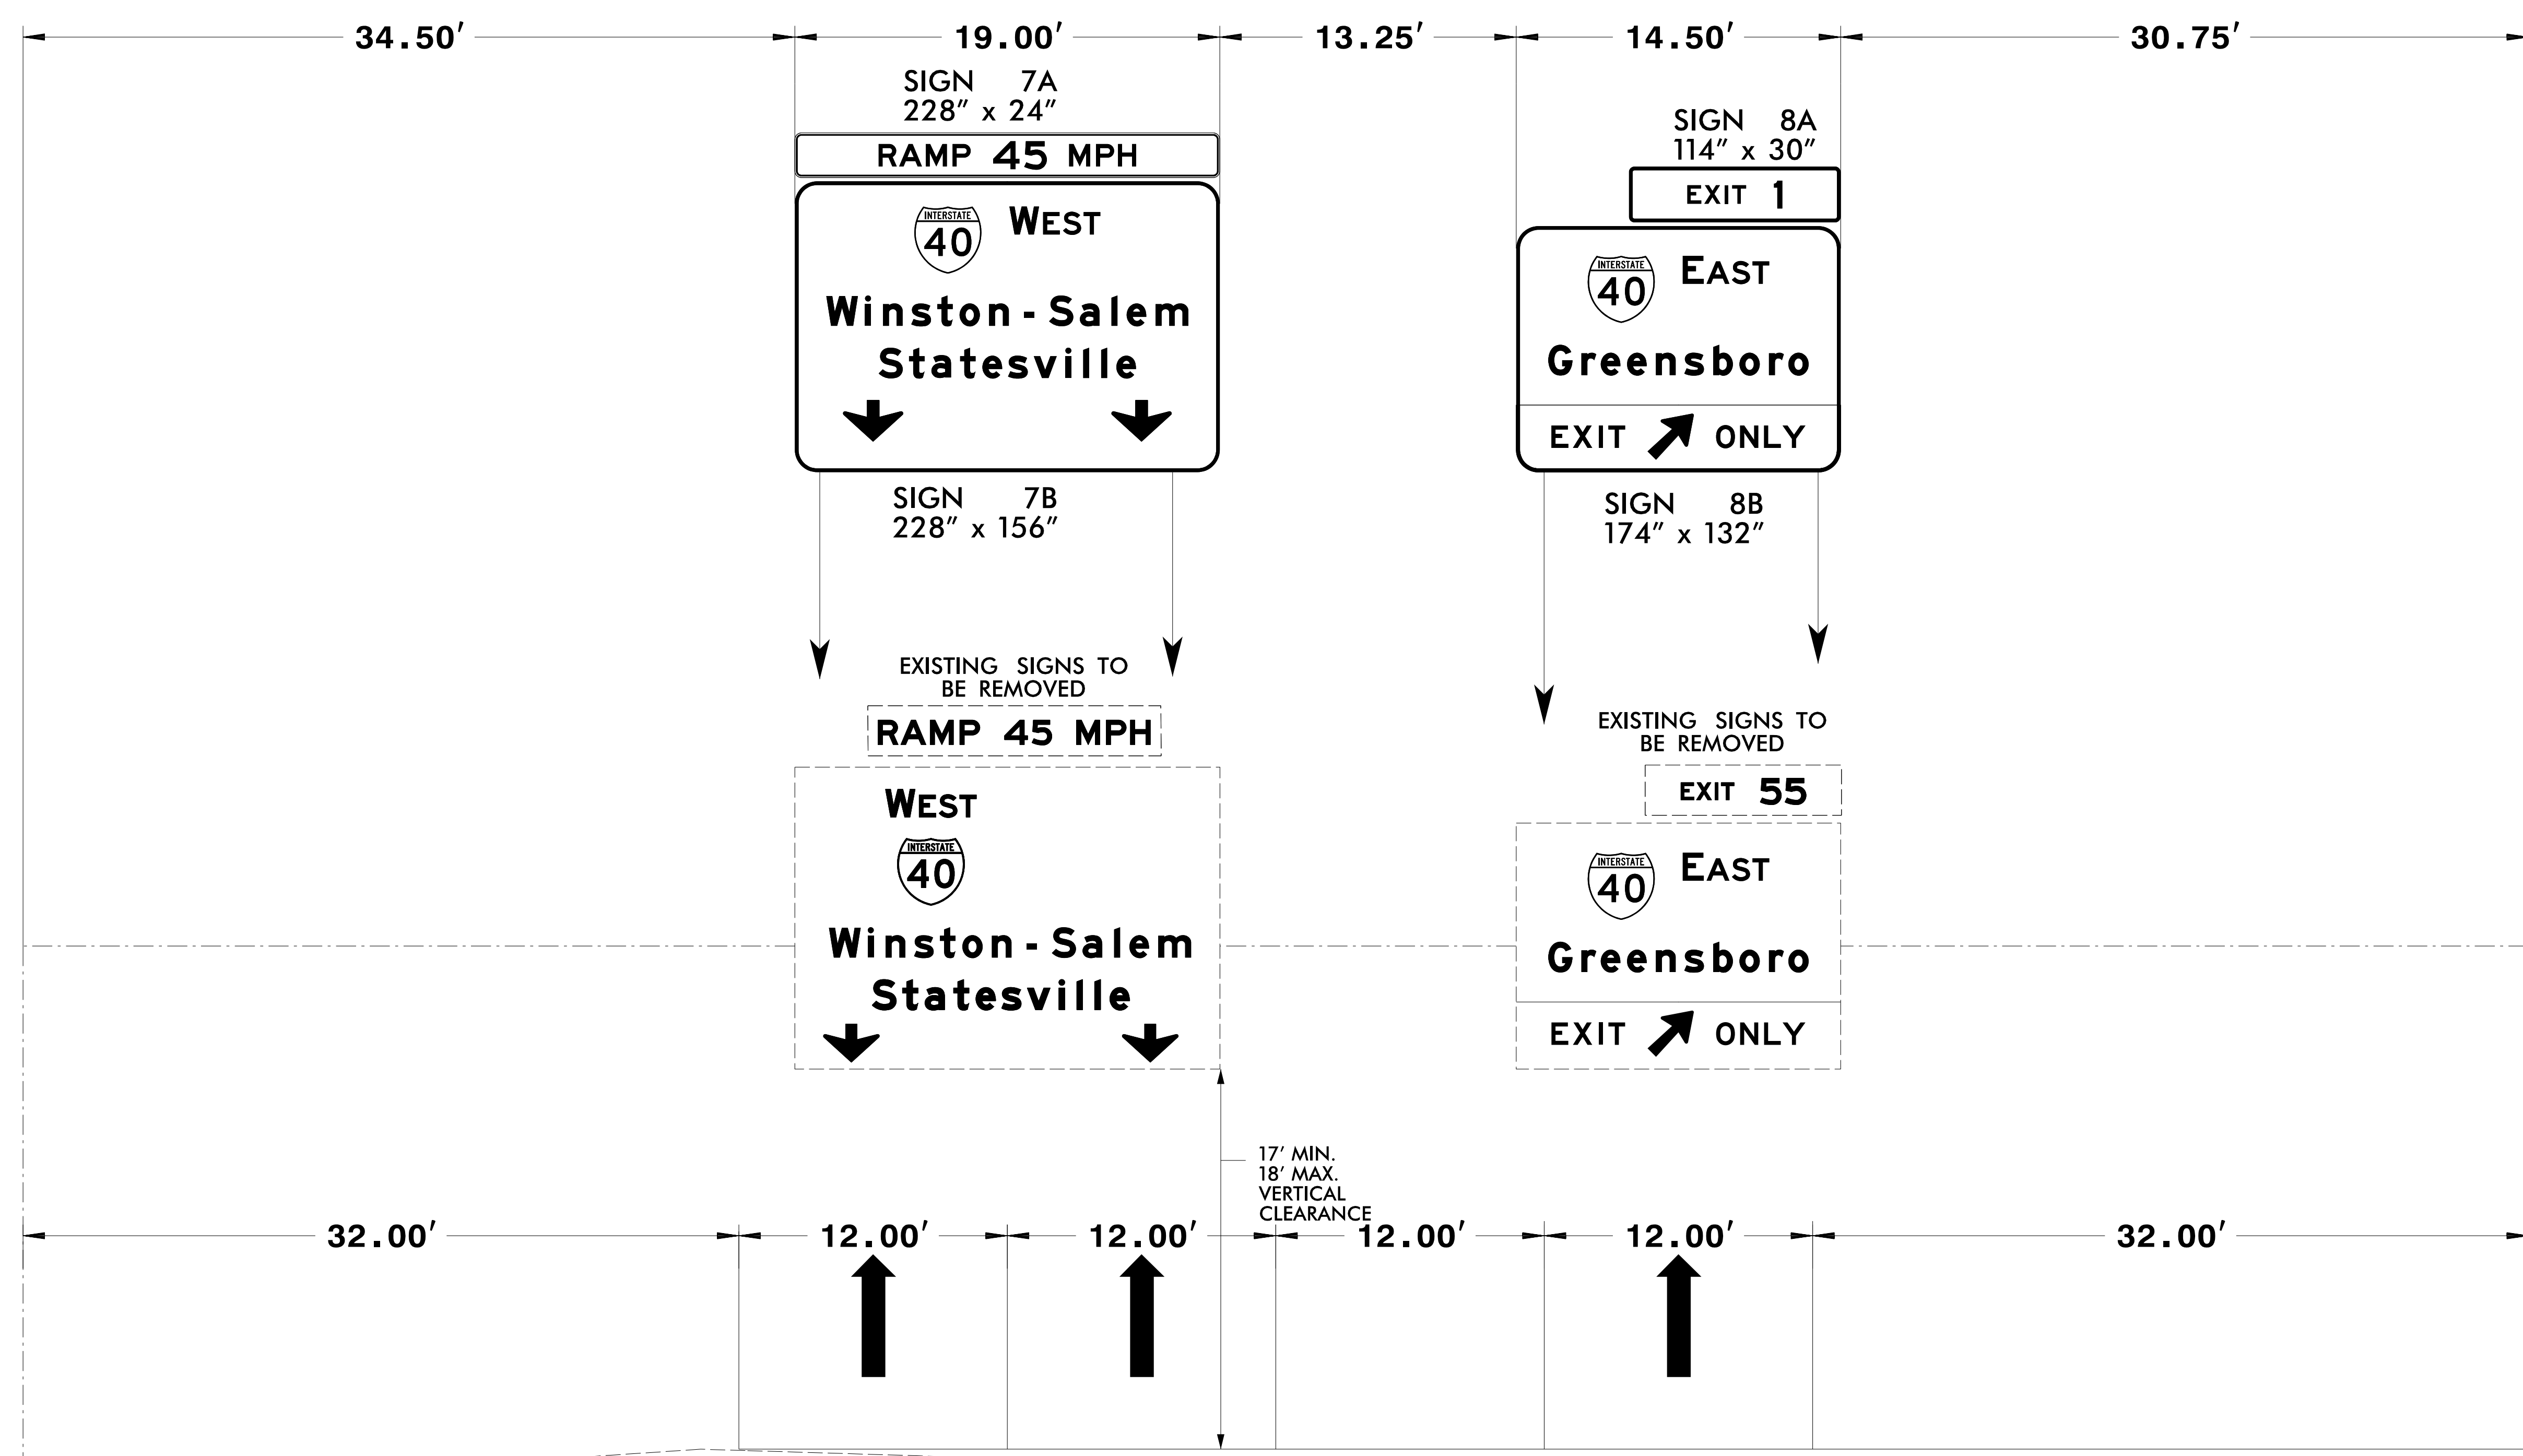 34.50′ 19.00′ 13.25′ 14.50′ 30.75′
SIGN 7A
228″ x 24″
RAMP 45 MPH
INTERSTATE
40
WEST
Winston-Salem
Statesville
SIGN 7B
228″ x 156″
SIGN 8A
114″ x 30″
EXIT 1
INTERSTATE
40
EAST
Greensboro
EXIT ONLY
SIGN 8B
174″ x 132″
EXISTING SIGNS TO
BE REMOVED
RAMP 45 MPH
WEST
INTERSTATE
40
Winston-Salem
Statesville
EXISTING SIGNS TO
BE REMOVED
EXIT 55
INTERSTATE
40
EAST
Greensboro
EXIT ONLY
17′ MIN.
18′ MAX.
VERTICAL
CLEARANCE
32.00′ 12.00′ 12.00′ 12.00′ 12.00′ 32.00′